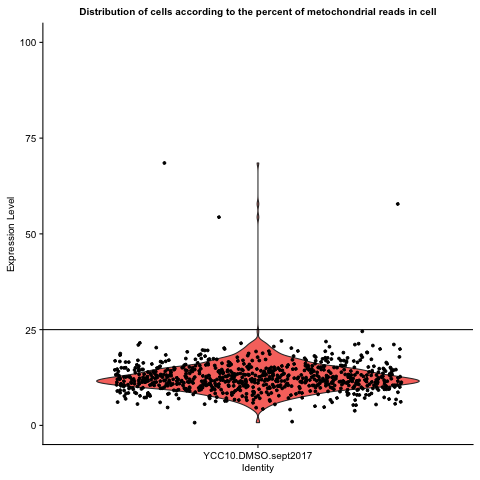 Distribution of cells according to the percent of metochondrial reads in cell
100
75
50
25
0
Expression Level
YCC10.DMSO.sept2017
Identity